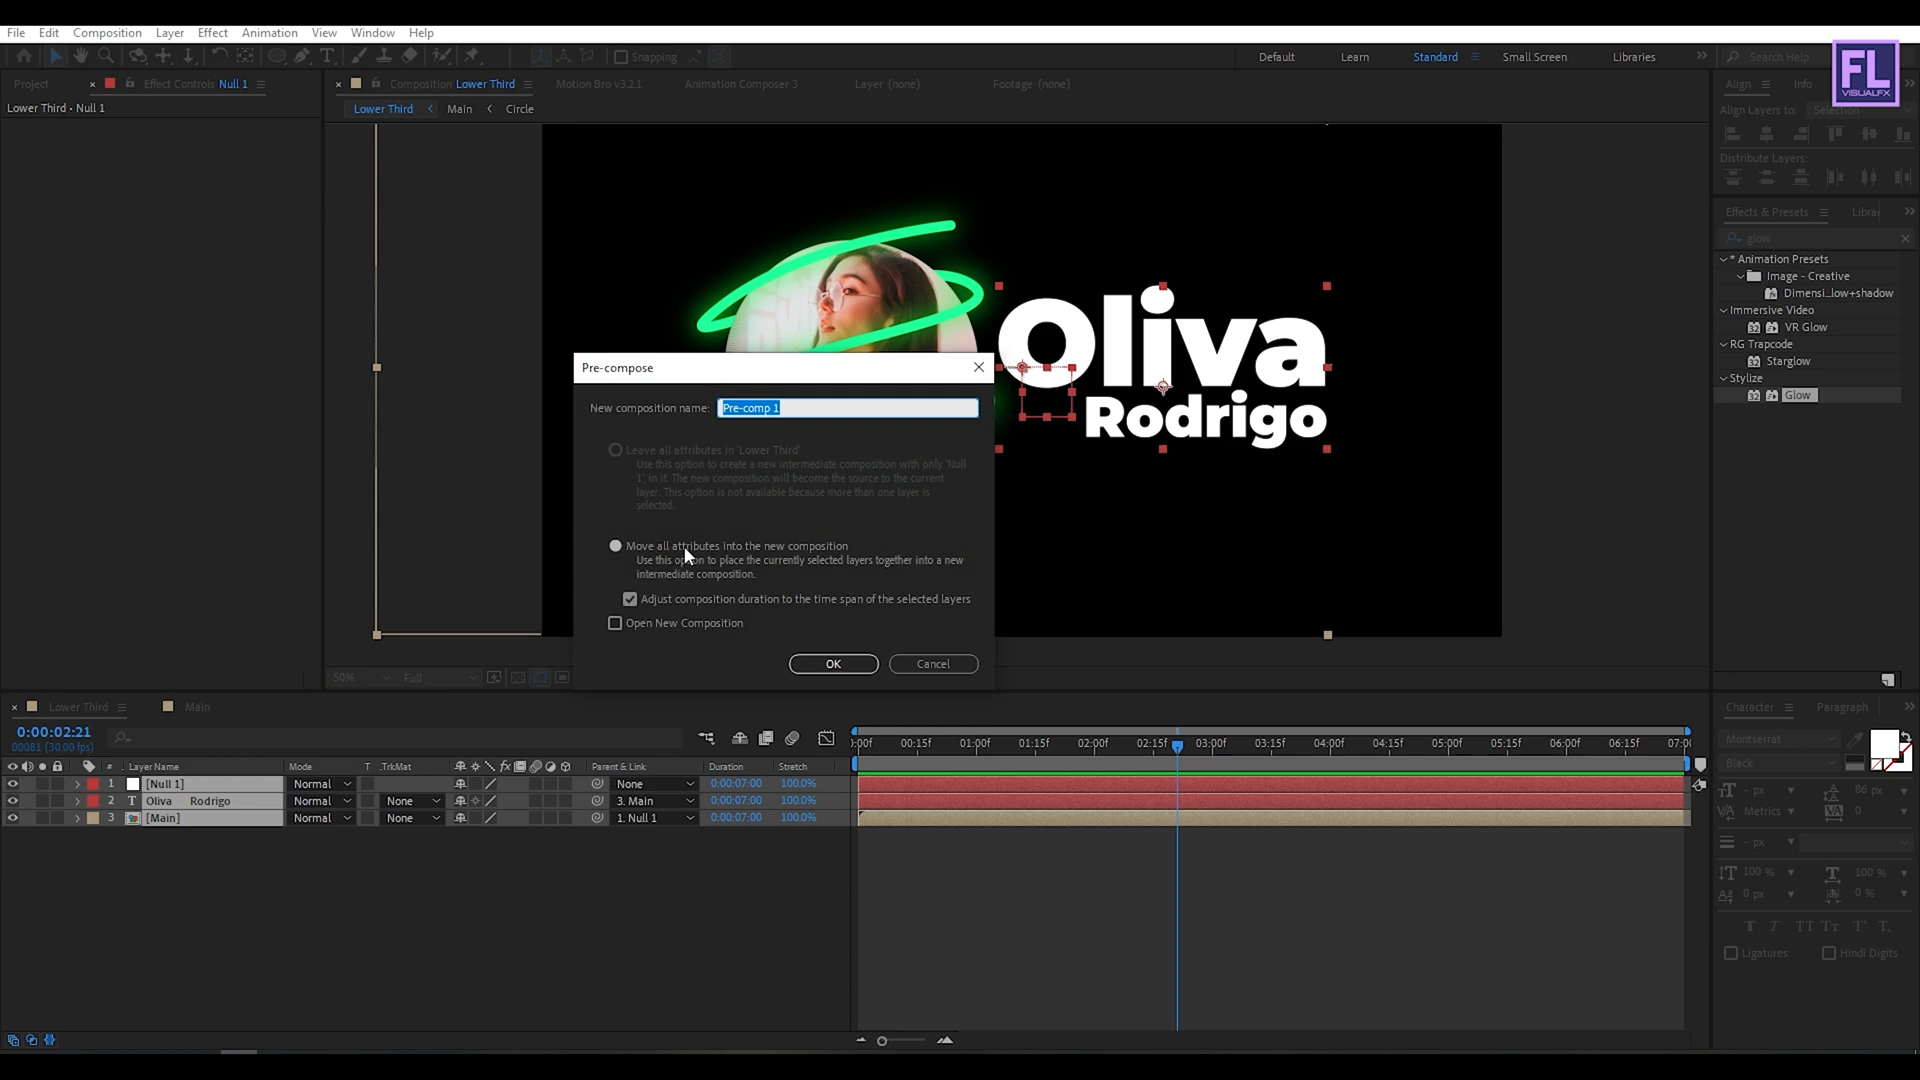 File Edit Composition Layer Effect Animation View Window Help
Snapping Default Learn Standard Small Screen Libraries Search Help
FL
VISUALFX
Project Effect Controls Null 1 Composition Lower Third Motion Bro v3.2.1 Animation Composer 3 Layer (none) Footage (none) Align Info
Lower Third • Null 1
Lower Third Main Circle
Align Layers to: Selection
Distribute Layers:
Effects & Presets
glow
* Animation Presets
Image - Creative
Dimensi...low+shadow
Immersive Video
VR Glow
RG Trapcode
Starglow
Stylize
Glow
Oliva
Rodrigo
Pre-compose
New composition name: Pre-comp 1
Leave all attributes in 'Lower Third'
Use this option to create a new intermediate composition with only 'Null
1', in it. The new composition will become the source to the current
layer. This option is not available because more than one layer is
selected.
Move all attributes into the new composition
Use this option to place the currently selected layers together into a new
intermediate composition.
Adjust composition duration to the time span of the selected layers
Open New Composition
OK Cancel
50% Full
Lower Third Main
0:00:02:21
00081 (30.00 fps)
:00f 00:15f 01:00f 01:15f 02:00f 02:15f 03:00f 03:15f 04:00f 04:15f 05:00f 05:15f 06:00f 06:15f 07:0
# Layer Name Mode T .TrkMat Parent & Link Duration Stretch
1 [Null 1] Normal None 0:00:07:00 100.0%
2 T Oliva Rodrigo Normal None 3. Main 0:00:07:00 100.0%
3 [Main] Normal None 1. Null 1 0:00:07:00 100.0%
Character Paragraph
Montserrat
Black
- px 86 px
Metrics 0
- px
100 % 100 %
0 px 0 %
T T TT Tт T T
Ligatures Hindi Digits